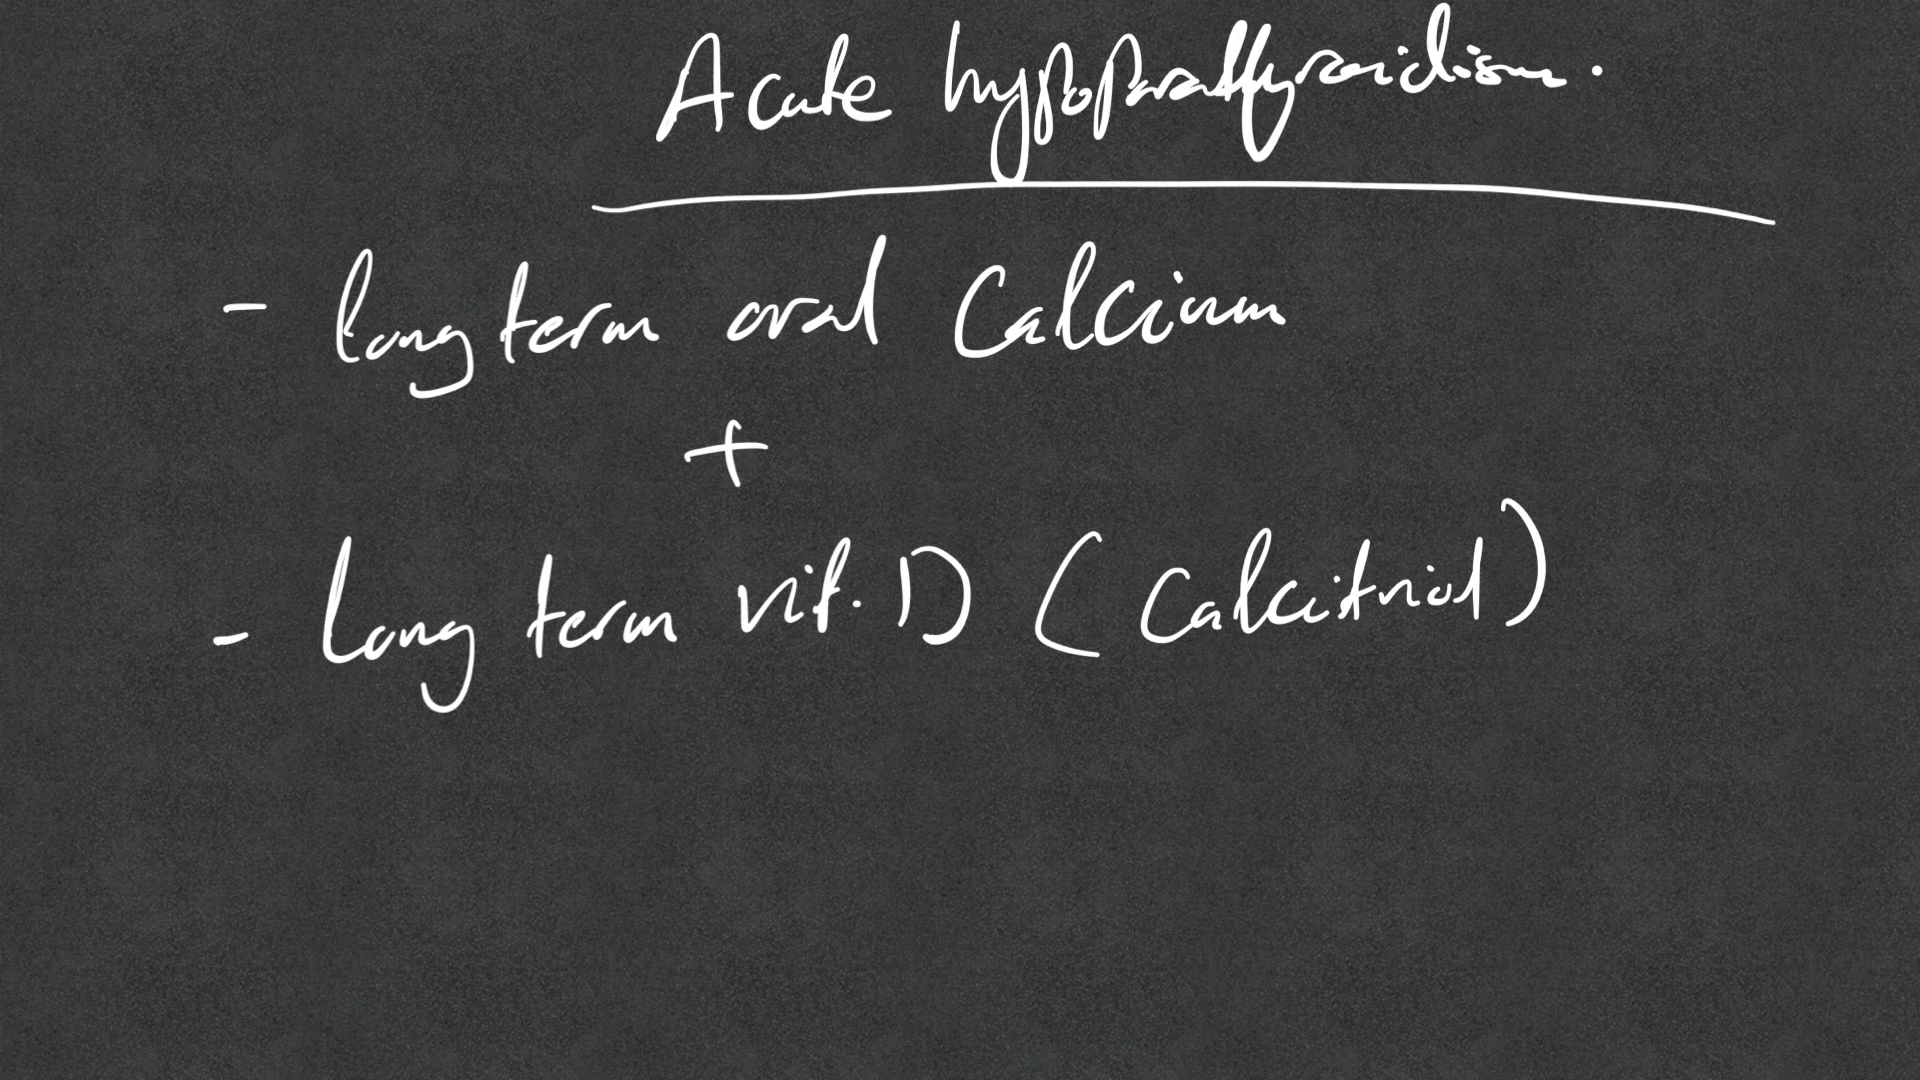 Acute hypoparathyroidism.
- long term oral Calcium
+
- Long term vit. D (Calcitriol)